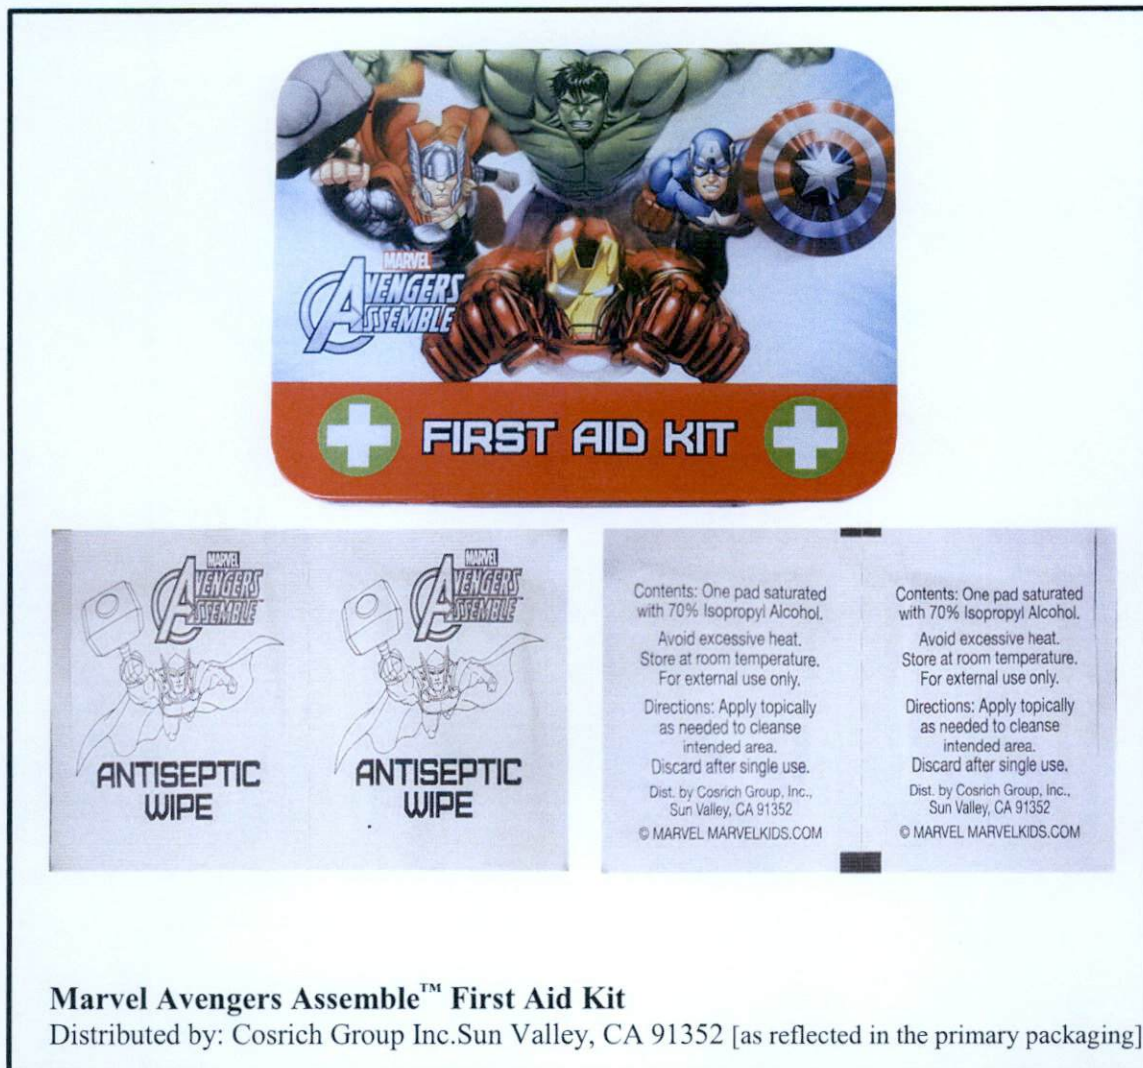 MARVEL
AVENGERS
ASSEMBLE
FIRST AID KIT
MARVEL
AVENGERS
ASSEMBLE™
ANTISEPTIC
WIPE
MARVEL
AVENGERS
ASSEMBLE™
ANTISEPTIC
WIPE
Contents: One pad saturated
with 70% Isopropyl Alcohol.
Avoid excessive heat.
Store at room temperature.
For external use only.
Directions: Apply topically
as needed to cleanse
intended area.
Discard after single use.
Dist. by Cosrich Group, Inc.,
Sun Valley, CA 91352
© MARVEL MARVELKIDS.COM
Contents: One pad saturated
with 70% Isopropyl Alcohol.
Avoid excessive heat.
Store at room temperature.
For external use only.
Directions: Apply topically
as needed to cleanse
intended area.
Discard after single use.
Dist. by Cosrich Group, Inc.,
Sun Valley, CA 91352
© MARVEL MARVELKIDS.COM
Marvel Avengers Assemble™ First Aid Kit
Distributed by: Cosrich Group Inc.Sun Valley, CA 91352 [as reflected in the primary packaging]